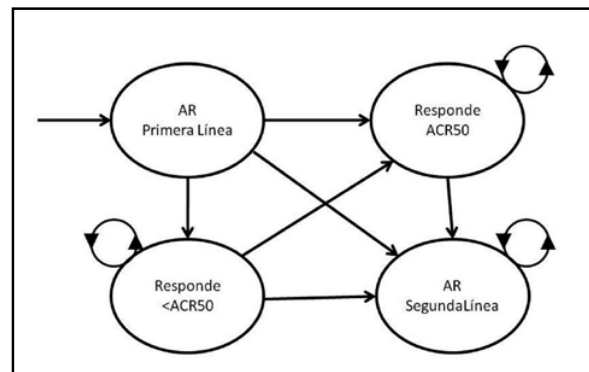 AR
Primera Línea
Responde
ACR50
Responde
<ACR50
AR
SegundaLínea